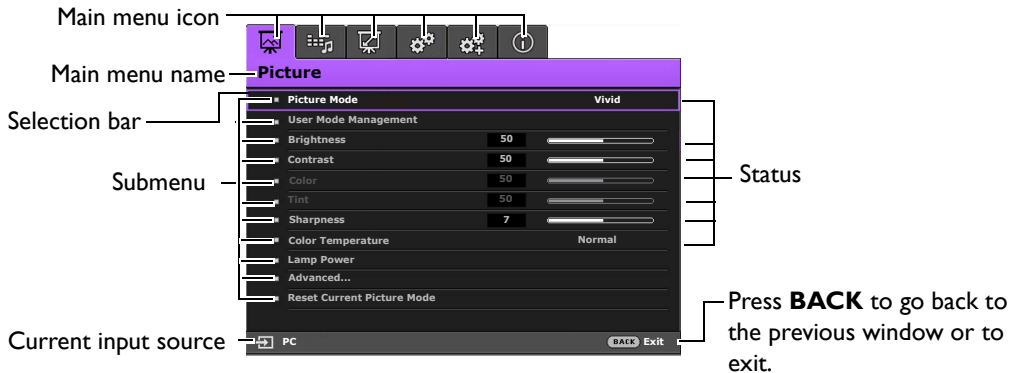 Main menu icon
Main menu name
Picture
Selection bar
Picture Mode Vivid
User Mode Management
Brightness 50
Contrast 50
Submenu
Color 50
Status
Tint 50
Sharpness 7
Color Temperature Normal
Lamp Power
Advanced...
Reset Current Picture Mode
Current input source
PC
BACK Exit
Press BACK to go back to
the previous window or to
exit.